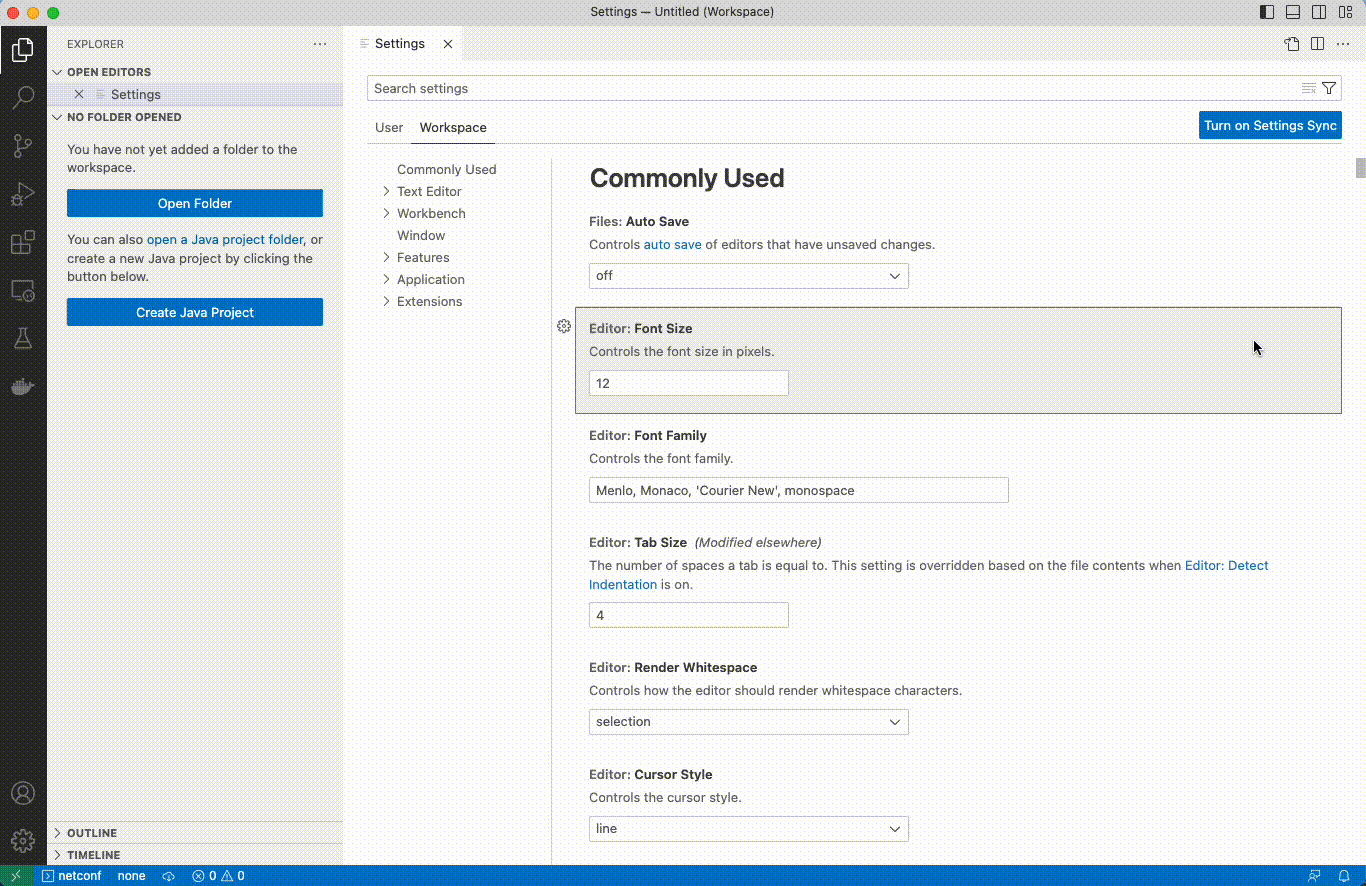 Settings — Untitled (Workspace)
EXPLORER
OPEN EDITORS
Settings
NO FOLDER OPENED
You have not yet added a folder to the
workspace.
Open Folder
You can also open a Java project folder, or
create a new Java project by clicking the
button below.
Create Java Project
OUTLINE
TIMELINE
Settings
Search settings
User
Workspace
Turn on Settings Sync
Commonly Used
Text Editor
Workbench
Window
Features
Application
Extensions
Commonly Used
Files: Auto Save
Controls auto save of editors that have unsaved changes.
off
Editor: Font Size
Controls the font size in pixels.
12
Editor: Font Family
Controls the font family.
Menlo, Monaco, 'Courier New', monospace
Editor: Tab Size (Modified elsewhere)
The number of spaces a tab is equal to. This setting is overridden based on the file contents when Editor: Detect
Indentation is on.
4
Editor: Render Whitespace
Controls how the editor should render whitespace characters.
selection
Editor: Cursor Style
Controls the cursor style.
line
netconf none 0 0